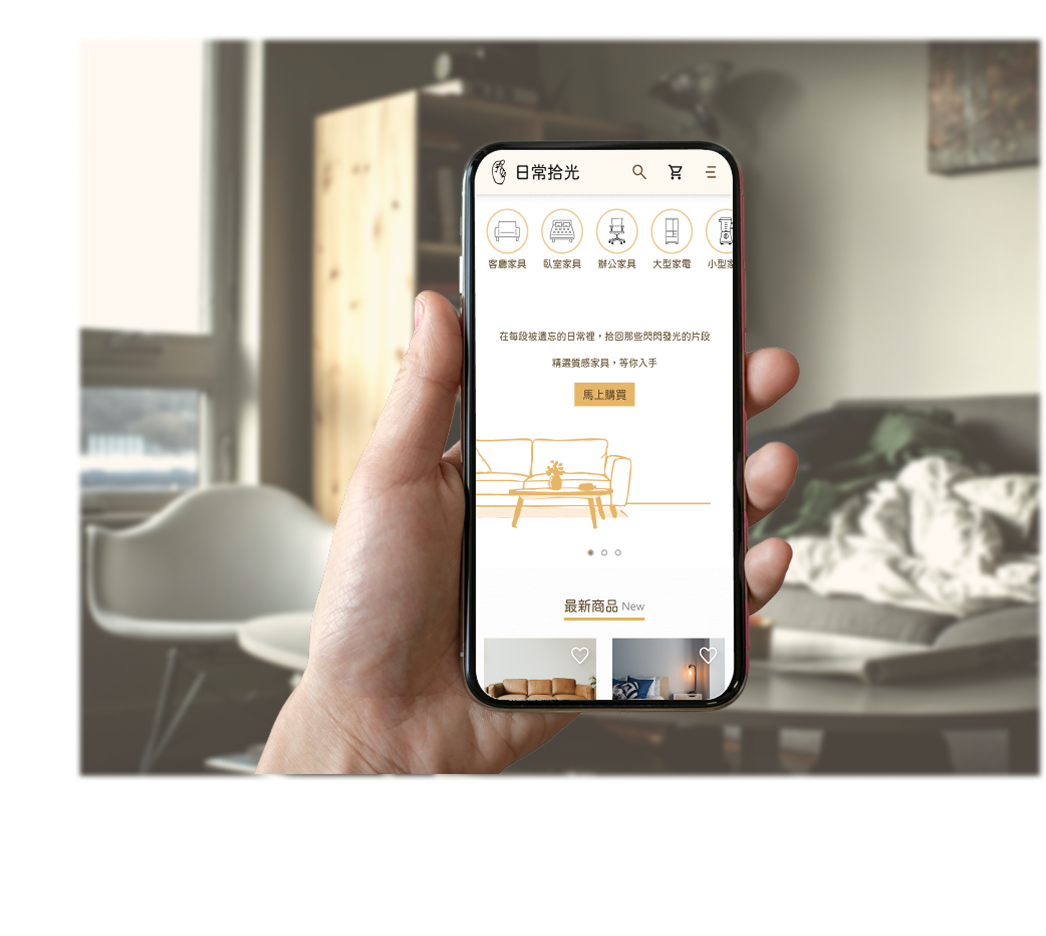 日常拾光
客廳家具 臥室家具 辦公家具 大型家電 小型家
在每段被遺忘的日常裡，拾回那些閃閃發光的片段
精選質感家具，等你入手
馬上購買
最新商品 New